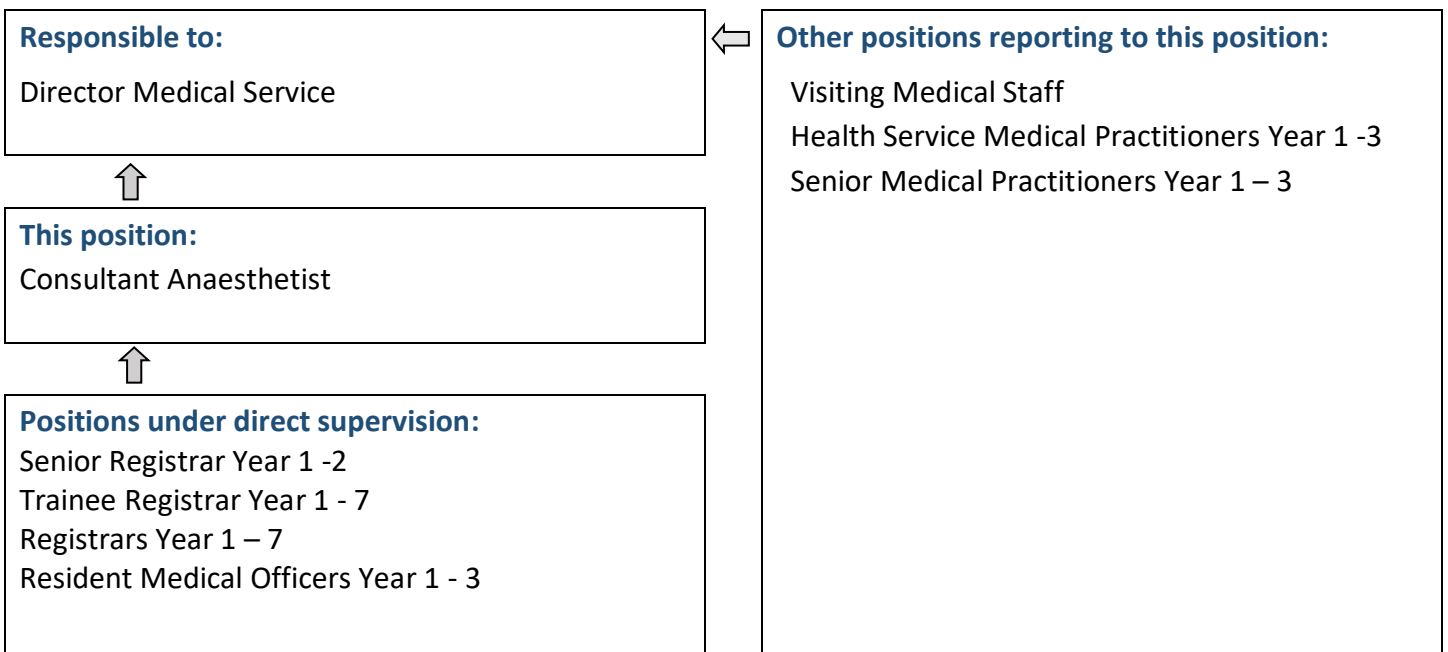 Responsible to:
Director Medical Service
This position:
Consultant Anaesthetist
Positions under direct supervision:
Senior Registrar Year 1 -2
Trainee Registrar Year 1 - 7
Registrars Year 1 – 7
Resident Medical Officers Year 1 - 3
Other positions reporting to this position:
Visiting Medical Staff
Health Service Medical Practitioners Year 1 -3
Senior Medical Practitioners Year 1 – 3